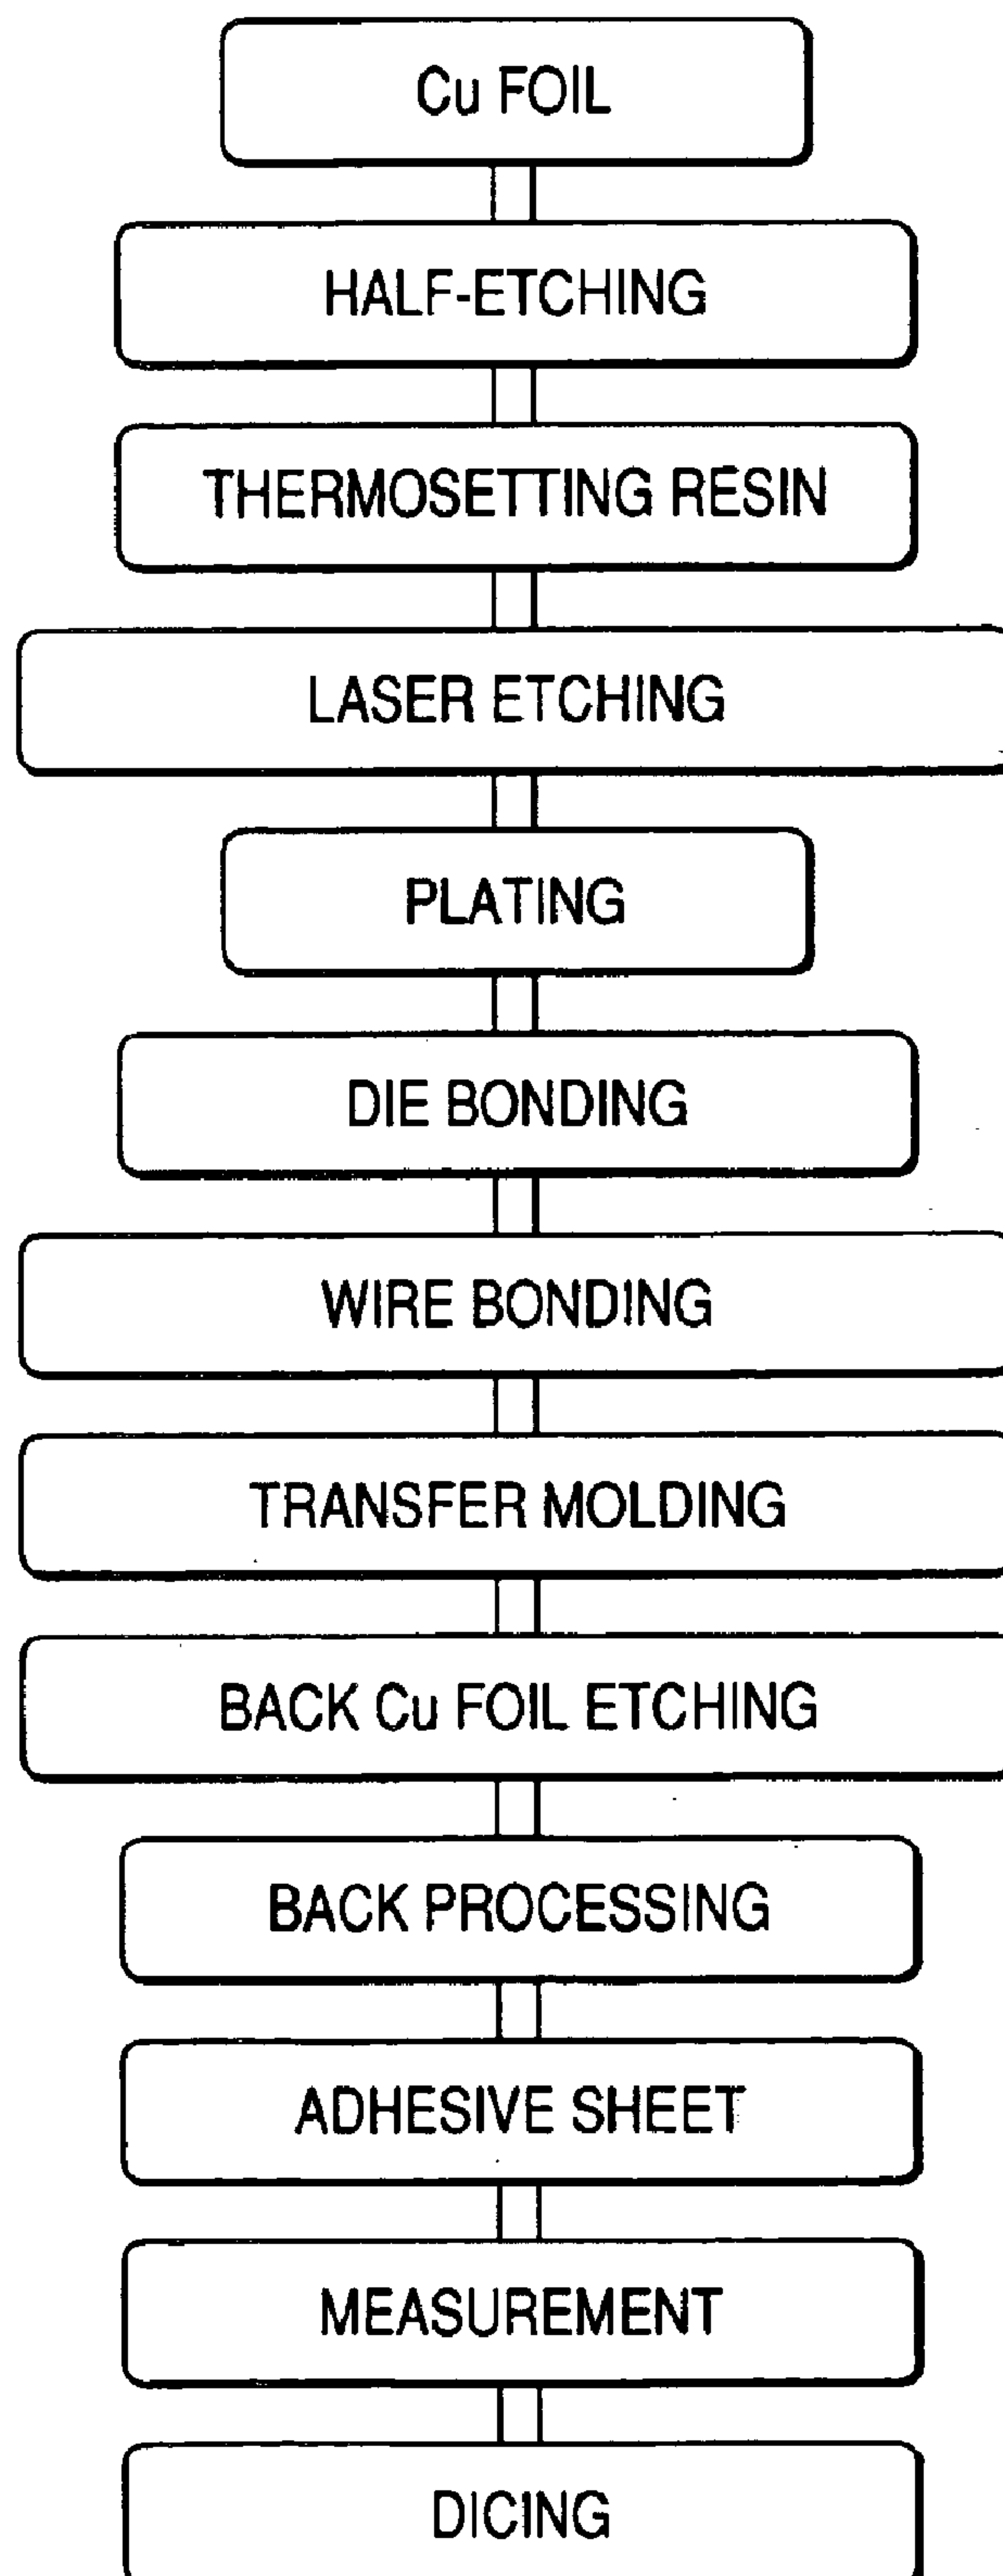 Cu FOIL
HALF-ETCHING
THERMOSETTING RESIN
LASER ETCHING
PLATING
DIE BONDING
WIRE BONDING
TRANSFER MOLDING
BACK Cu FOIL ETCHING
BACK PROCESSING
ADHESIVE SHEET
MEASUREMENT
DICING